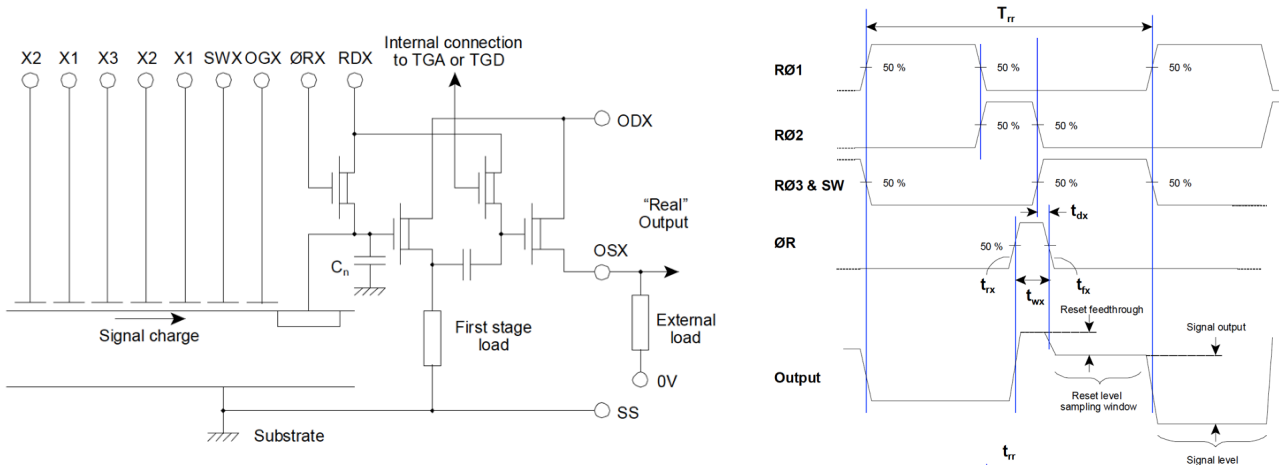 X2 X1 X3 X2 X1 SWX OGX ØRX RDX
Internal connection
to TGA or TGD
ODX
"Real"
Output
OSX
Cn
Signal charge
First stage
load
External
load
0V
SS
Substrate
Trr
RØ1
50 %
50 %
50 %
RØ2
50 %
50 %
RØ3 & SW
50 %
50 %
50 %
tdx
ØR
50 %
trx
twx
tfx
Reset feedthrough
Signal output
Output
Reset level
sampling window
trr
Signal level